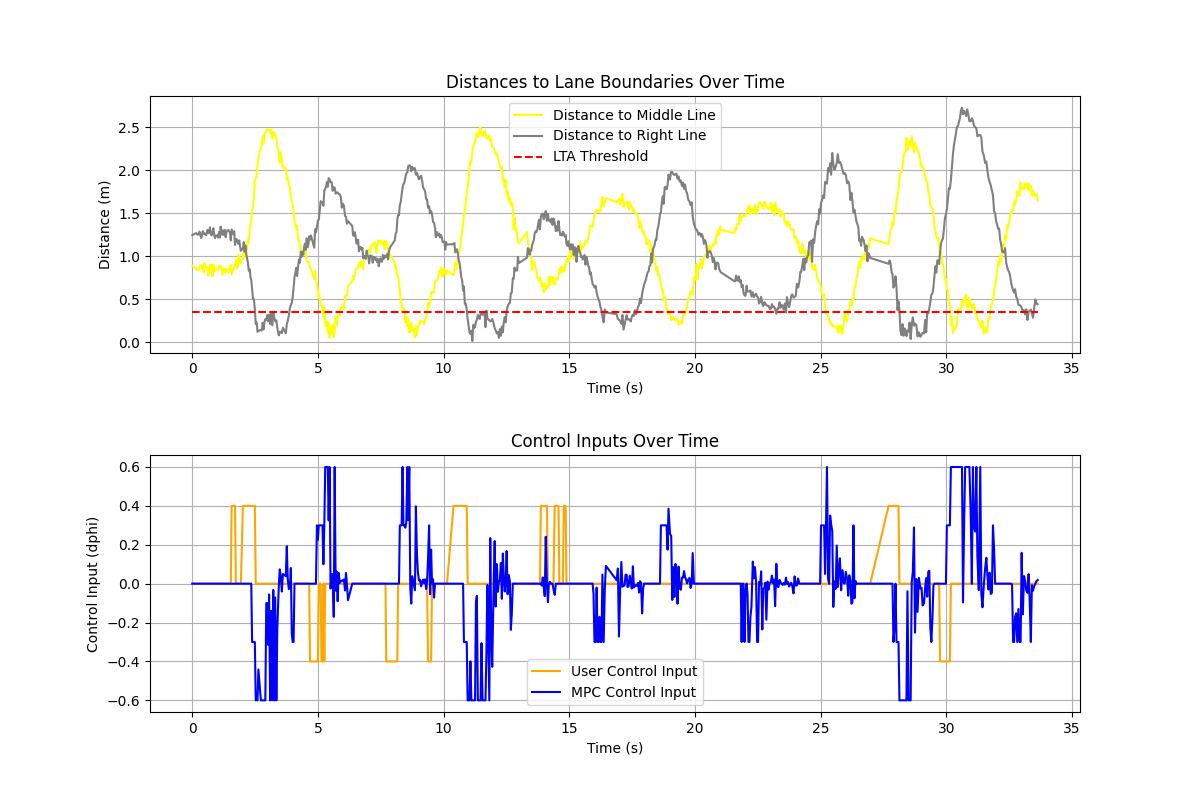 Distances to Lane Boundaries Over Time
Distance to Middle Line
Distance to Right Line
LTA Threshold
Distance (m)
2.5
2.0
1.5
1.0
0.5
0.0
0 5 10 15 20 25 30 35
Time (s)
Control Inputs Over Time
Control Input (dphi)
0.6
0.4
0.2
0.0
−0.2
−0.4
−0.6
User Control Input
MPC Control Input
0 5 10 15 20 25 30 35
Time (s)